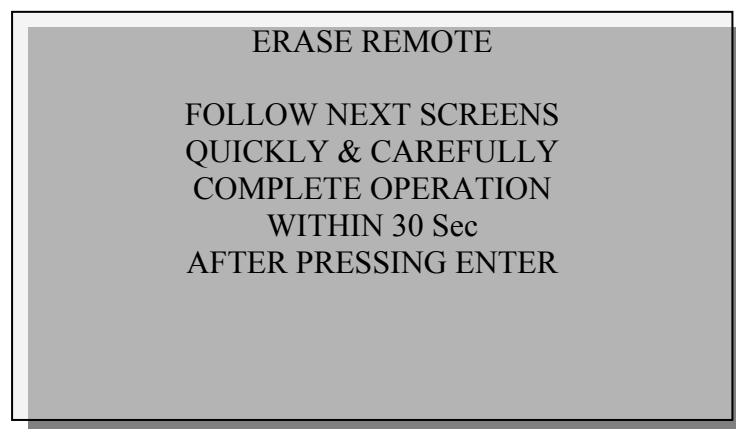 ERASE REMOTE
FOLLOW NEXT SCREENS
QUICKLY & CAREFULLY
COMPLETE OPERATION
WITHIN 30 Sec
AFTER PRESSING ENTER